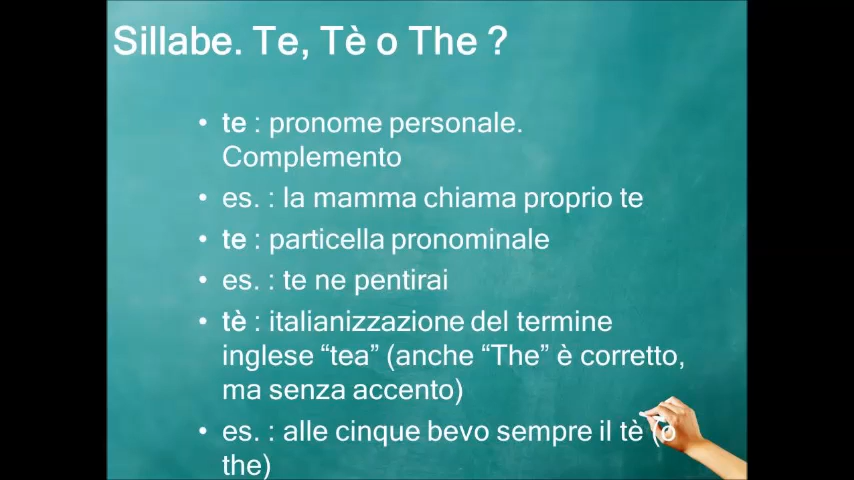 Sillabe. Te, Tè o The ?
• te : pronome personale.
Complemento
• es. : la mamma chiama proprio te
• te : particella pronominale
• es. : te ne pentirai
• tè : italianizzazione del termine
inglese “tea” (anche “The” è corretto,
ma senza accento)
• es. : alle cinque bevo sempre il tè (o
the)